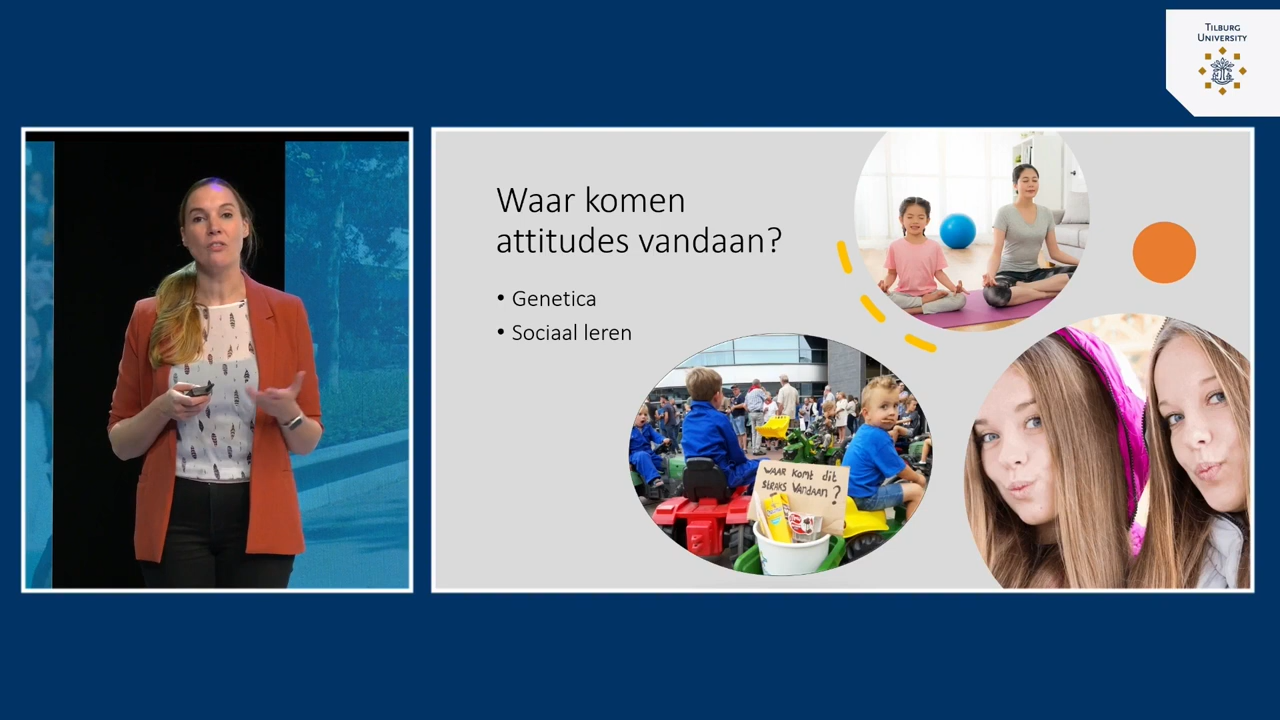 TILBURG
UNIVERSITY
Waar komen
attitudes vandaan?
• Genetica
• Sociaal leren
WAAR KOMT dit
STRAKS VANdAAN?